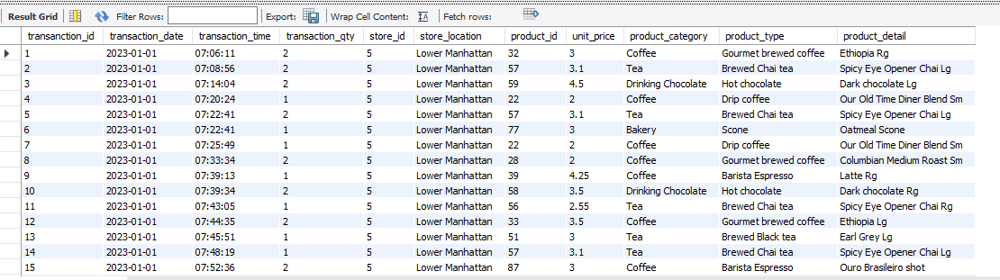 Result Grid Filter Rows: Export: Wrap Cell Content: Fetch rows:
transanction_id transaction_date transaction_time transaction_qty store_id store_location product_id unit_price product_category product_type product_detail
1 2023-01-01 07:06:11 2 5 Lower Manhattan 32 3 Coffee Gourmet brewed coffee Ethiopia Rg
2 2023-01-01 07:08:56 2 5 Lower Manhattan 57 3.1 Tea Brewed Chai tea Spicy Eye Opener Chai Lg
3 2023-01-01 07:14:04 2 5 Lower Manhattan 59 4.5 Drinking Chocolate Hot chocolate Dark chocolate Lg
4 2023-01-01 07:20:24 1 5 Lower Manhattan 22 2 Coffee Drip coffee Our Old Time Diner Blend Sm
5 2023-01-01 07:22:41 2 5 Lower Manhattan 57 3.1 Tea Brewed Chai tea Spicy Eye Opener Chai Lg
6 2023-01-01 07:22:41 1 5 Lower Manhattan 77 3 Bakery Scone Oatmeal Scone
7 2023-01-01 07:25:49 1 5 Lower Manhattan 22 2 Coffee Drip coffee Our Old Time Diner Blend Sm
8 2023-01-01 07:33:34 2 5 Lower Manhattan 28 2 Coffee Gourmet brewed coffee Columbian Medium Roast Sm
9 2023-01-01 07:39:13 1 5 Lower Manhattan 39 4.25 Coffee Barista Espresso Latte Rg
10 2023-01-01 07:39:34 2 5 Lower Manhattan 58 3.5 Drinking Chocolate Hot chocolate Dark chocolate Rg
11 2023-01-01 07:43:05 1 5 Lower Manhattan 56 2.55 Tea Brewed Chai tea Spicy Eye Opener Chai Rg
12 2023-01-01 07:44:35 2 5 Lower Manhattan 33 3.5 Coffee Gourmet brewed coffee Ethiopia Lg
13 2023-01-01 07:45:51 1 5 Lower Manhattan 51 3 Tea Brewed Black tea Earl Grey Lg
14 2023-01-01 07:48:19 1 5 Lower Manhattan 57 3.1 Tea Brewed Chai tea Spicy Eye Opener Chai Lg
15 2023-01-01 07:52:36 2 5 Lower Manhattan 87 3 Coffee Barista Espresso Ouro Brasileiro shot